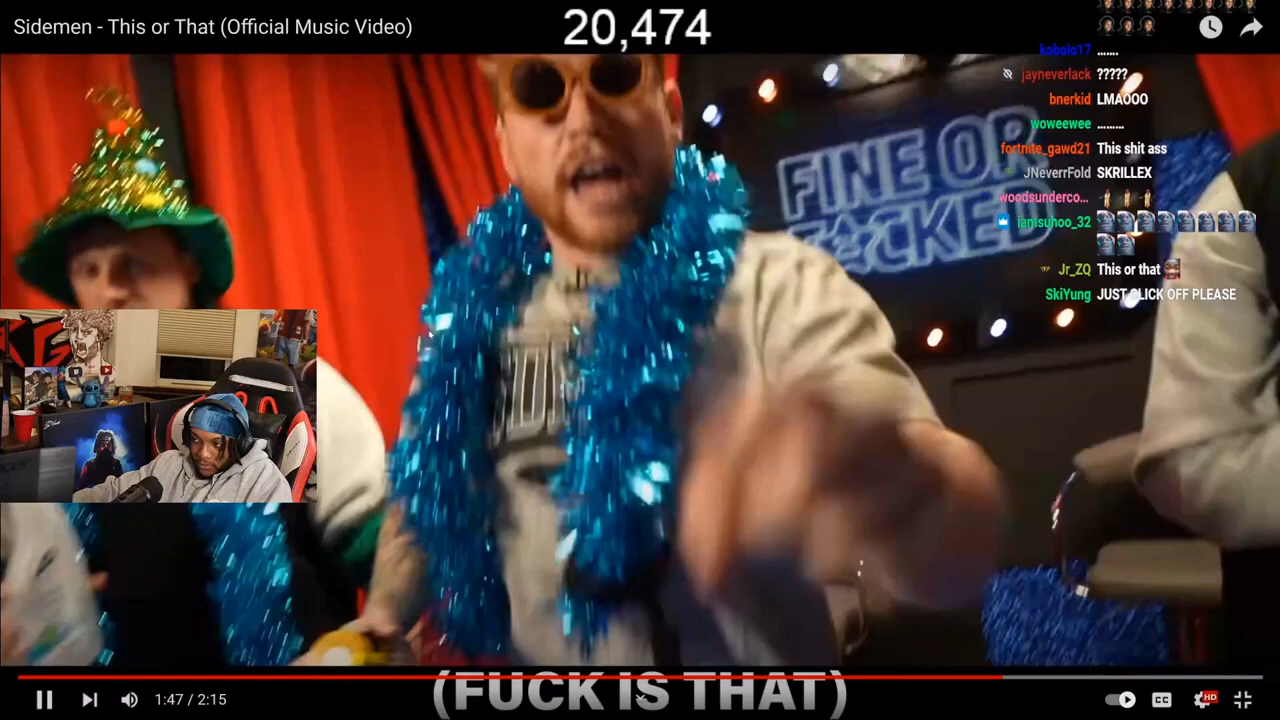 Sidemen - This or That (Official Music Video)
20,474
kobolo17 .......
jayneverlack ?????
bnerkid LMAOOO
woweewee .........
fortnite_gawd21 This shit ass
JNeverrFold SKRILLEX
woodsunderco...
iamsuhoo_32
Jr_ZQ This or that
SkiYung JUST CLICK OFF PLEASE
FINE OR
F*CKED
1:47 / 2:15
(FUCK IS THAT)
CC
HD